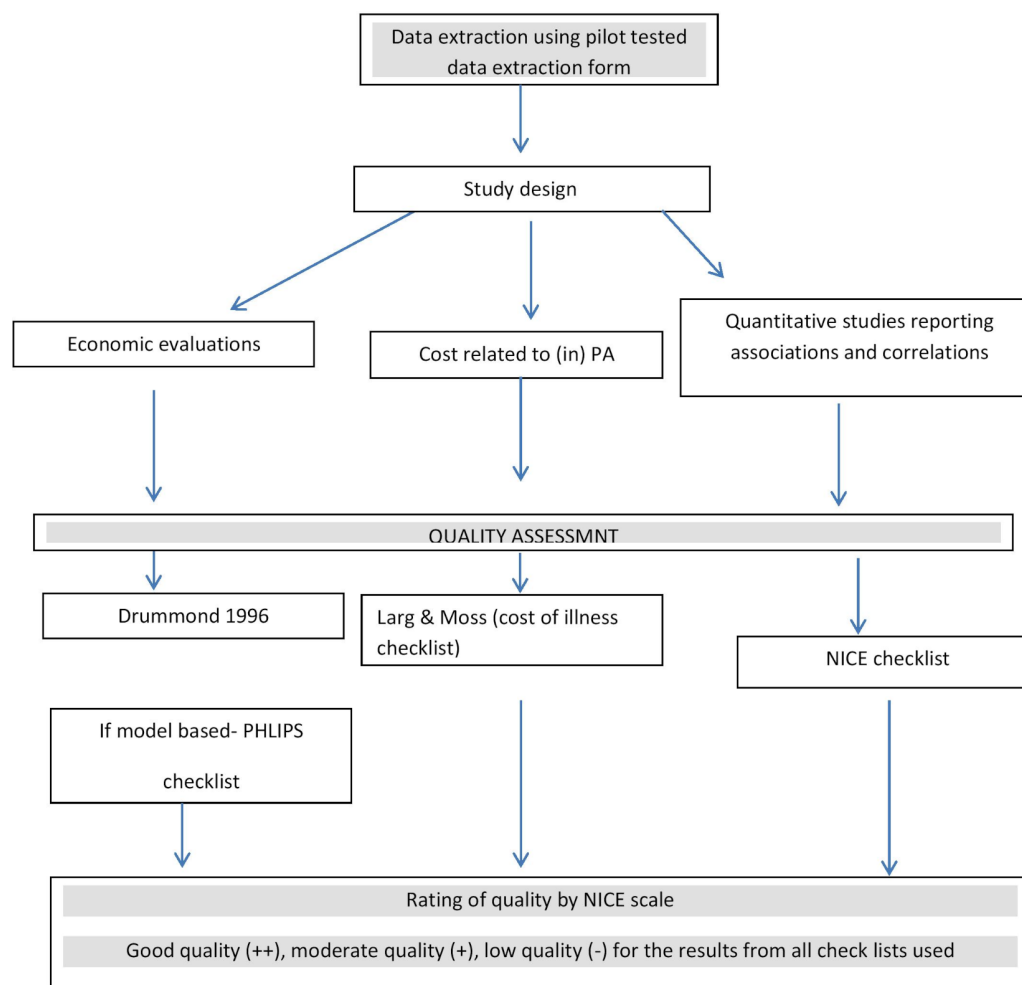 Data extraction using pilot tested
data extraction form
Study design
Economic evaluations
Cost related to (in) PA
Quantitative studies reporting
associations and correlations
QUALITY ASSESSMNT
Drummond 1996
Larg & Moss (cost of illness
checklist)
NICE checklist
If model based- PHLIPS
checklist
Rating of quality by NICE scale
Good quality (++), moderate quality (+), low quality (-) for the results from all check lists used